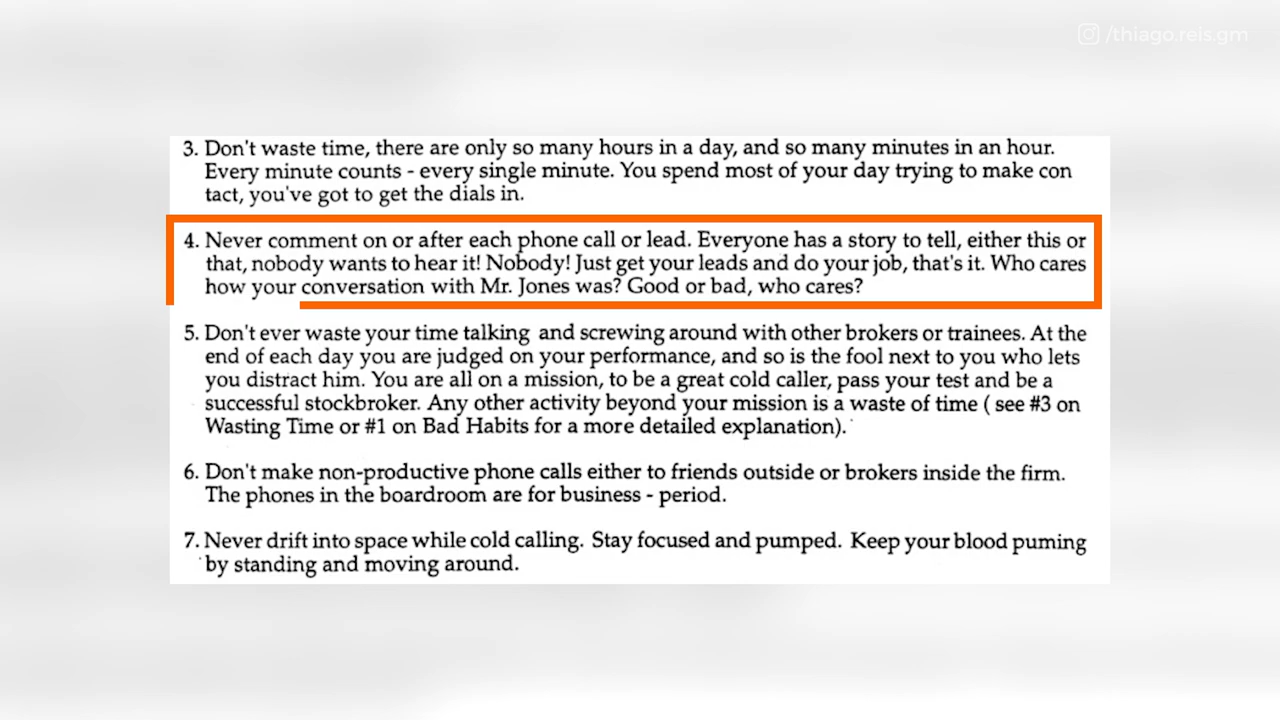 /thiago.reis.gm
3. Don't waste time, there are only so many hours in a day, and so many minutes in an hour.
Every minute counts - every single minute. You spend most of your day trying to make con
tact, you've got to get the dials in.
4. Never comment on or after each phone call or lead. Everyone has a story to tell, either this or
that, nobody wants to hear it! Nobody! Just get your leads and do your job, that's it. Who cares
how your conversation with Mr. Jones was? Good or bad, who cares?
5. Don't ever waste your time talking and screwing around with other brokers or trainees. At the
end of each day you are judged on your performance, and so is the fool next to you who lets
you distract him. You are all on a mission, to be a great cold caller, pass your test and be a
successful stockbroker. Any other activity beyond your mission is a waste of time ( see #3 on
Wasting Time or #1 on Bad Habits for a more detailed explanation).
6. Don't make non-productive phone calls either to friends outside or brokers inside the firm.
The phones in the boardroom are for business - period.
7. Never drift into space while cold calling. Stay focused and pumped. Keep your blood puming
by standing and moving around.